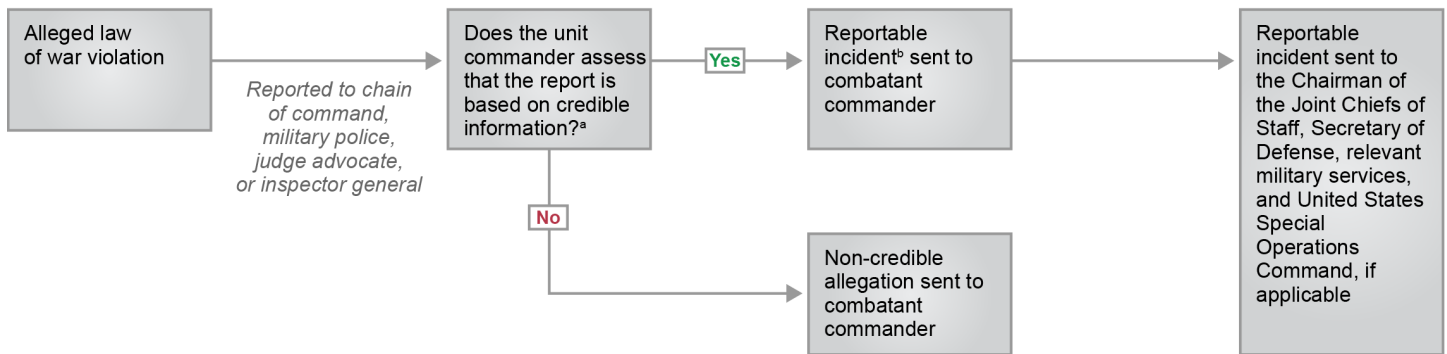 Alleged law
of war violation
Reported to chain
of command,
military police,
judge advocate,
or inspector general
Does the unit
commander assess
that the report is
based on credible
information?ᵃ
Yes
Reportable
incidentᵇ sent to
combatant
commander
Reportable
incident sent to
the Chairman of
the Joint Chiefs of
Staff, Secretary of
Defense, relevant
military services,
and United States
Special
Operations
Command, if
applicable
No
Non-credible
allegation sent to
combatant
commander